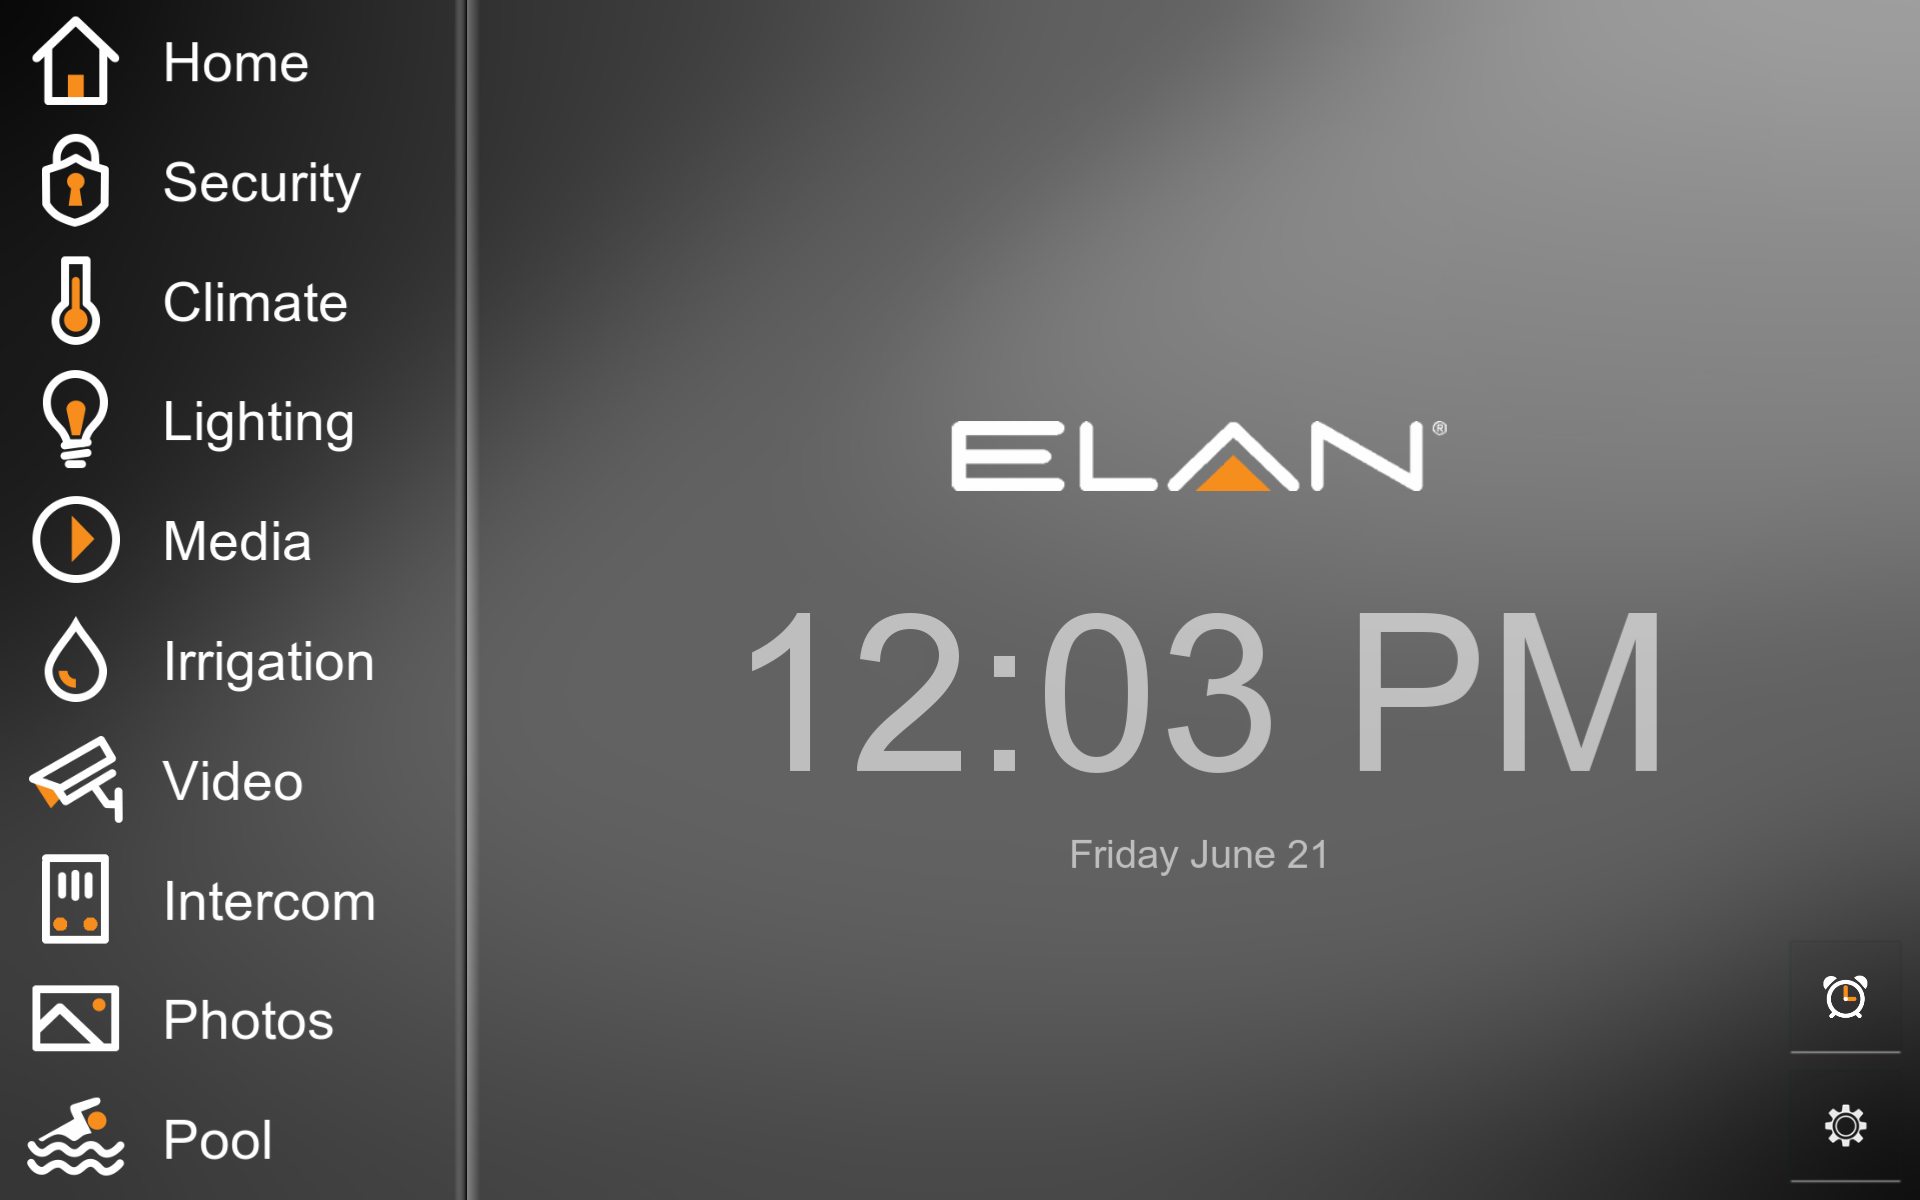 Home
Security
Climate
Lighting
Media
Irrigation
Video
Intercom
Photos
Pool
ELAN®
12:03 PM
Friday June 21